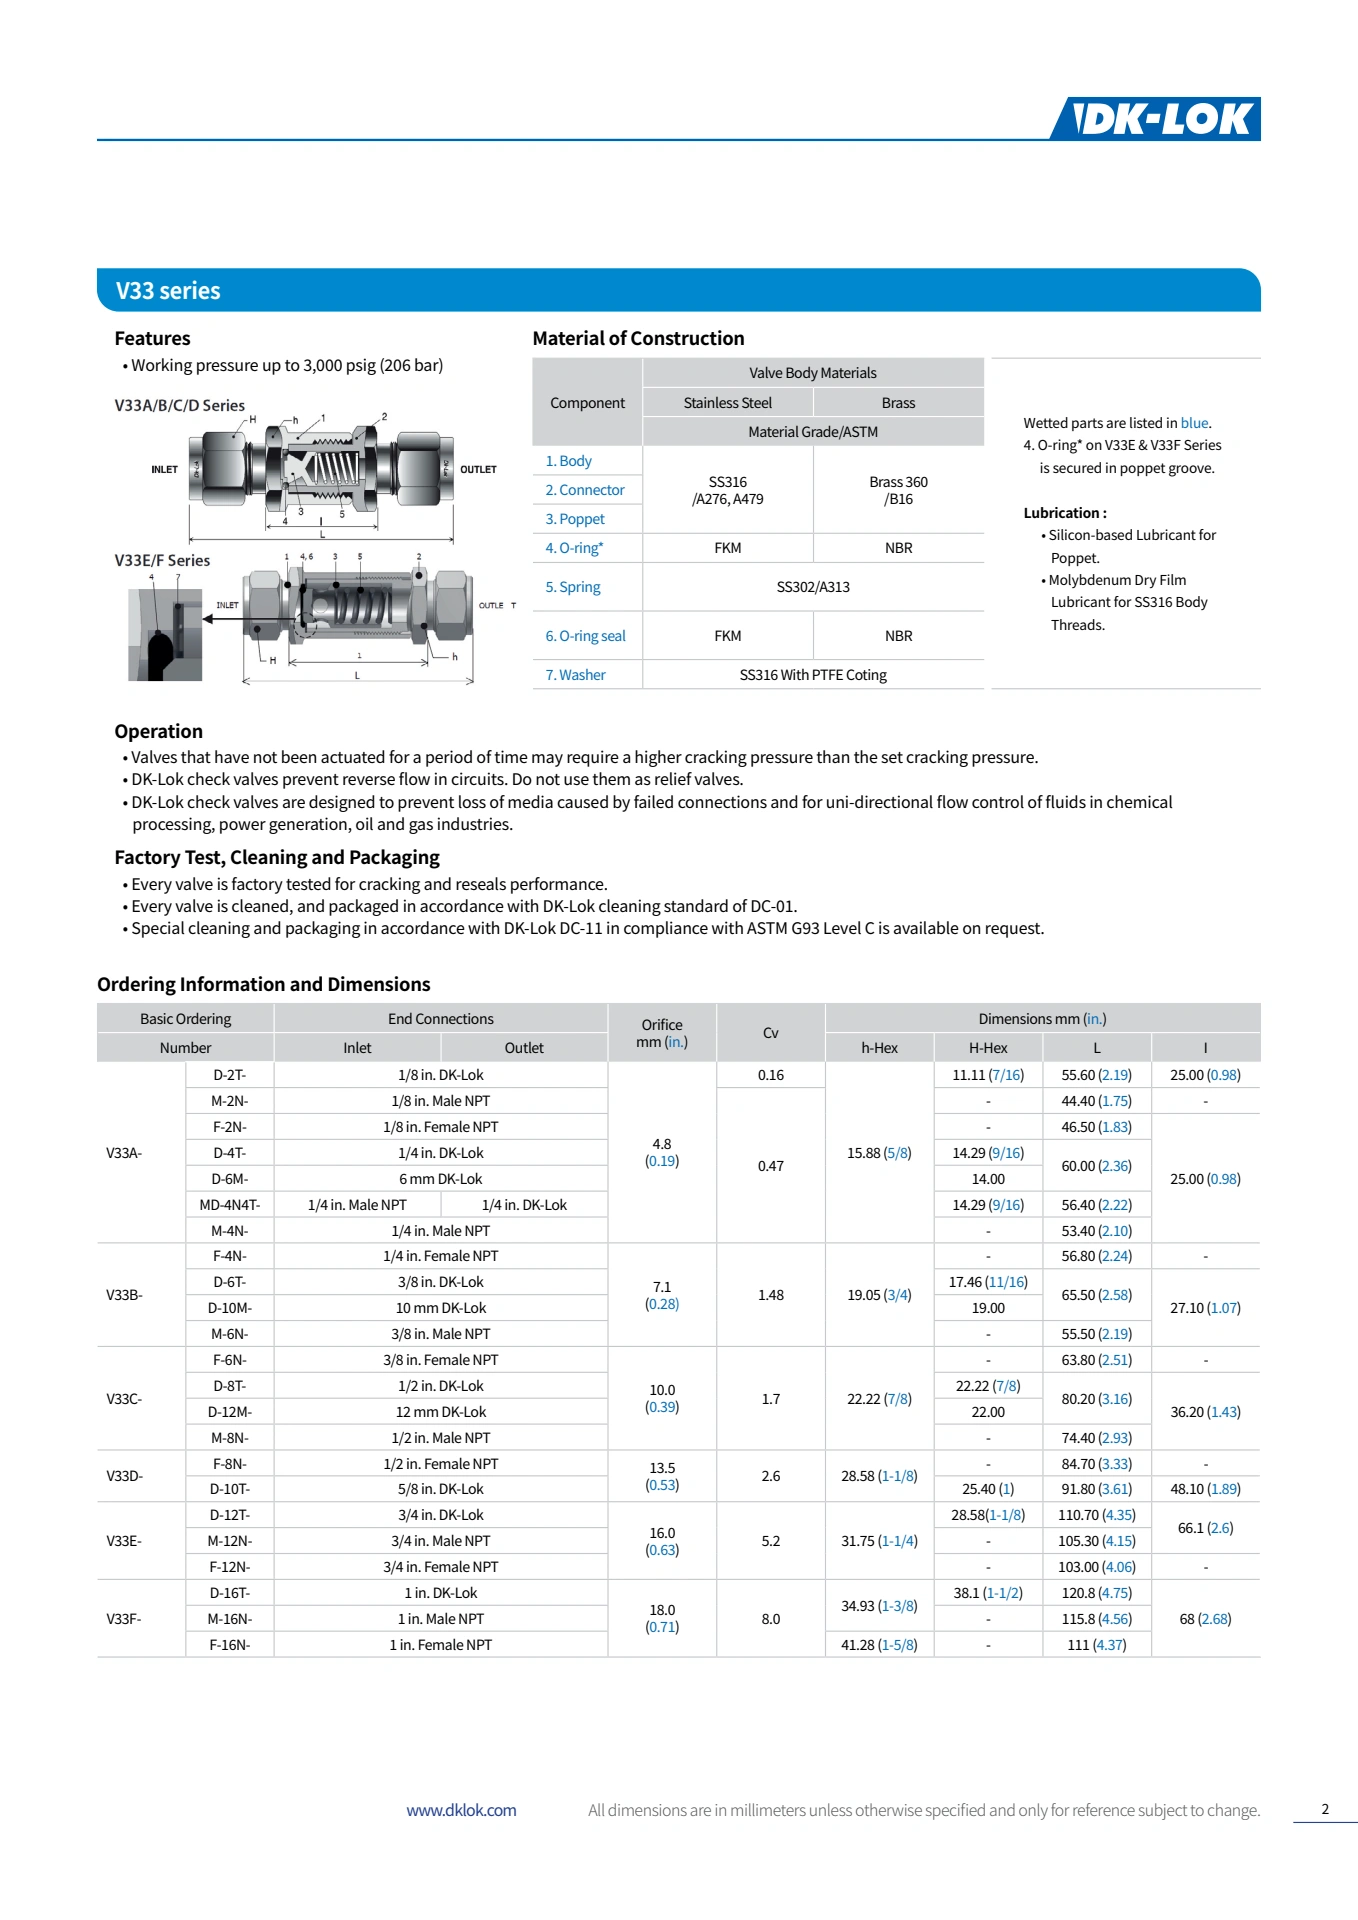 DK-LOK
V33 series
Features
• Working pressure up to 3,000 psig (206 bar)
V33A/B/C/D Series
H h 1 2
INLET OUTLET
3
4 I 5
L
V33E/F Series
1 4,6 3 5 2
4 7
INLET OUTLE T
H 1 h
L
Material of Construction
Component Valve Body Materials
Stainless Steel Brass
Material Grade/ASTM
1. Body SS316 /A276, A479 Brass 360 /B16
2. Connector
3. Poppet
4. O-ring* FKM NBR
5. Spring SS302/A313
6. O-ring seal FKM NBR
7. Washer SS316 With PTFE Coting
Wetted parts are listed in blue.
4. O-ring* on V33E & V33F Series
is secured in poppet groove.
Lubrication :
• Silicon-based Lubricant for
Poppet.
• Molybdenum Dry Film
Lubricant for SS316 Body
Threads.
Operation
• Valves that have not been actuated for a period of time may require a higher cracking pressure than the set cracking pressure.
• DK-Lok check valves prevent reverse flow in circuits. Do not use them as relief valves.
• DK-Lok check valves are designed to prevent loss of media caused by failed connections and for uni-directional flow control of fluids in chemical
processing, power generation, oil and gas industries.
Factory Test, Cleaning and Packaging
• Every valve is factory tested for cracking and reseals performance.
• Every valve is cleaned, and packaged in accordance with DK-Lok cleaning standard of DC-01.
• Special cleaning and packaging in accordance with DK-Lok DC-11 in compliance with ASTM G93 Level C is available on request.
Ordering Information and Dimensions
Basic Ordering End Connections Orifice mm (in.) Cv Dimensions mm (in.)
Number Inlet Outlet h-Hex H-Hex L I
V33A- D-2T- 1/8 in. DK-Lok 4.8 (0.19) 0.16 15.88 (5/8) 11.11 (7/16) 55.60 (2.19) 25.00 (0.98)
M-2N- 1/8 in. Male NPT 0.47 - 44.40 (1.75) -
F-2N- 1/8 in. Female NPT - 46.50 (1.83) 25.00 (0.98)
D-4T- 1/4 in. DK-Lok 14.29 (9/16) 60.00 (2.36)
D-6M- 6 mm DK-Lok 14.00
MD-4N4T- 1/4 in. Male NPT 1/4 in. DK-Lok 14.29 (9/16) 56.40 (2.22)
M-4N- 1/4 in. Male NPT - 53.40 (2.10)
V33B- F-4N- 1/4 in. Female NPT 7.1 (0.28) 1.48 19.05 (3/4) - 56.80 (2.24) -
D-6T- 3/8 in. DK-Lok 17.46 (11/16) 65.50 (2.58) 27.10 (1.07)
D-10M- 10 mm DK-Lok 19.00
M-6N- 3/8 in. Male NPT - 55.50 (2.19)
V33C- F-6N- 3/8 in. Female NPT 10.0 (0.39) 1.7 22.22 (7/8) - 63.80 (2.51) -
D-8T- 1/2 in. DK-Lok 22.22 (7/8) 80.20 (3.16) 36.20 (1.43)
D-12M- 12 mm DK-Lok 22.00
M-8N- 1/2 in. Male NPT - 74.40 (2.93)
V33D- F-8N- 1/2 in. Female NPT 13.5 (0.53) 2.6 28.58 (1-1/8) - 84.70 (3.33) -
D-10T- 5/8 in. DK-Lok 25.40 (1) 91.80 (3.61) 48.10 (1.89)
V33E- D-12T- 3/4 in. DK-Lok 16.0 (0.63) 5.2 31.75 (1-1/4) 28.58(1-1/8) 110.70 (4.35) 66.1 (2.6)
M-12N- 3/4 in. Male NPT - 105.30 (4.15)
F-12N- 3/4 in. Female NPT - 103.00 (4.06) -
V33F- D-16T- 1 in. DK-Lok 18.0 (0.71) 8.0 34.93 (1-3/8) 38.1 (1-1/2) 120.8 (4.75) 68 (2.68)
M-16N- 1 in. Male NPT - 115.8 (4.56)
F-16N- 1 in. Female NPT 41.28 (1-5/8) - 111 (4.37)
www.dklok.com All dimensions are in millimeters unless otherwise specified and only for reference subject to change. 2